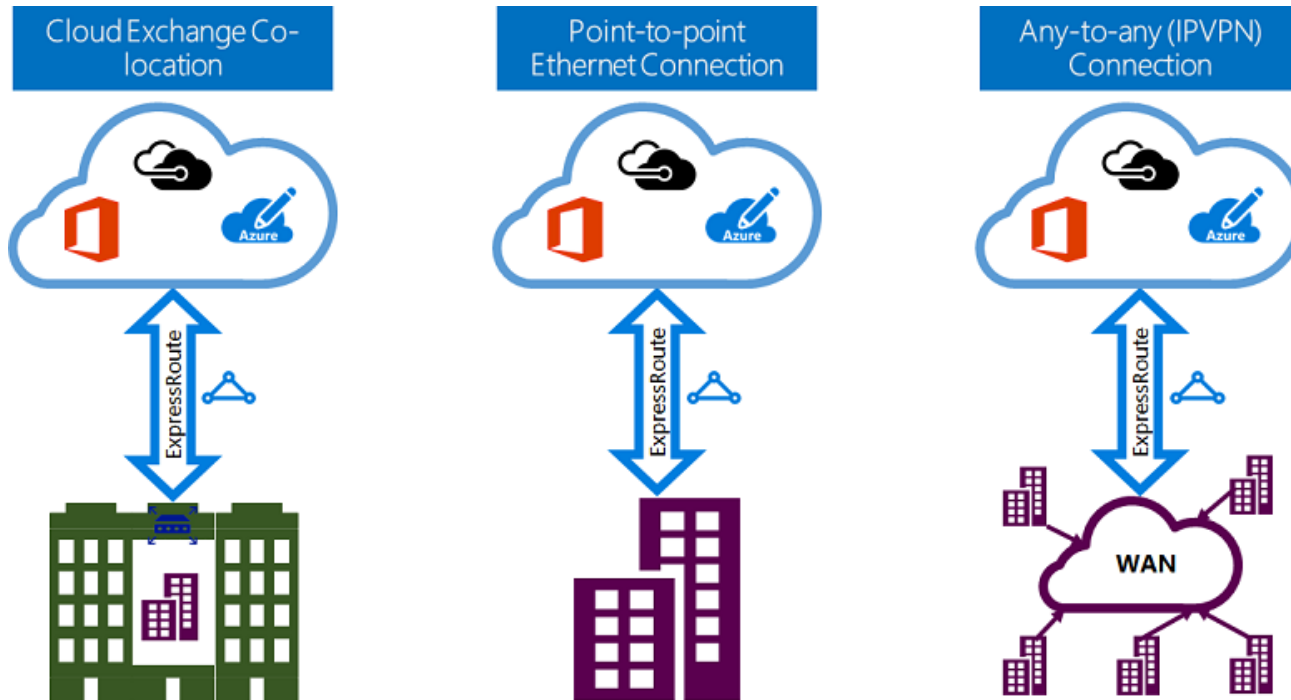 Cloud Exchange Co-
location
Point-to-point
Ethernet Connection
Any-to-any (IPVPN)
Connection
Azure
Azure
Azure
ExpressRoute
ExpressRoute
ExpressRoute
WAN